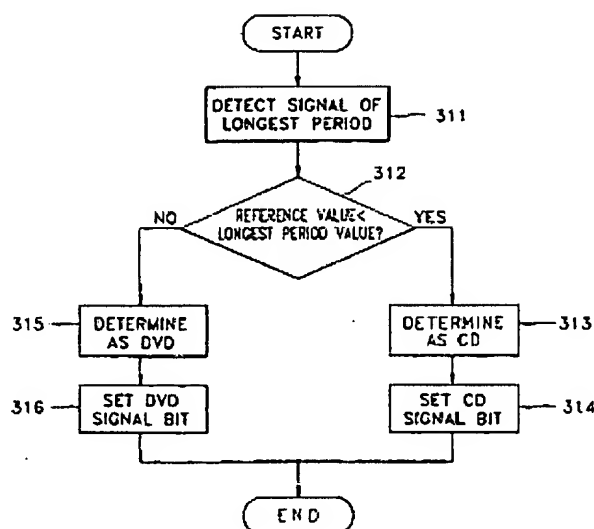 START
DETECT SIGNAL OF
LONGEST PERIOD
311
312
REFERENCE VALUE<
LONGEST PERIOD VALUE?
NO
YES
315
DETERMINE
AS DVD
DETERMINE
AS CD
313
316
SET DVD
SIGNAL BIT
SET CD
SIGNAL BIT
314
END